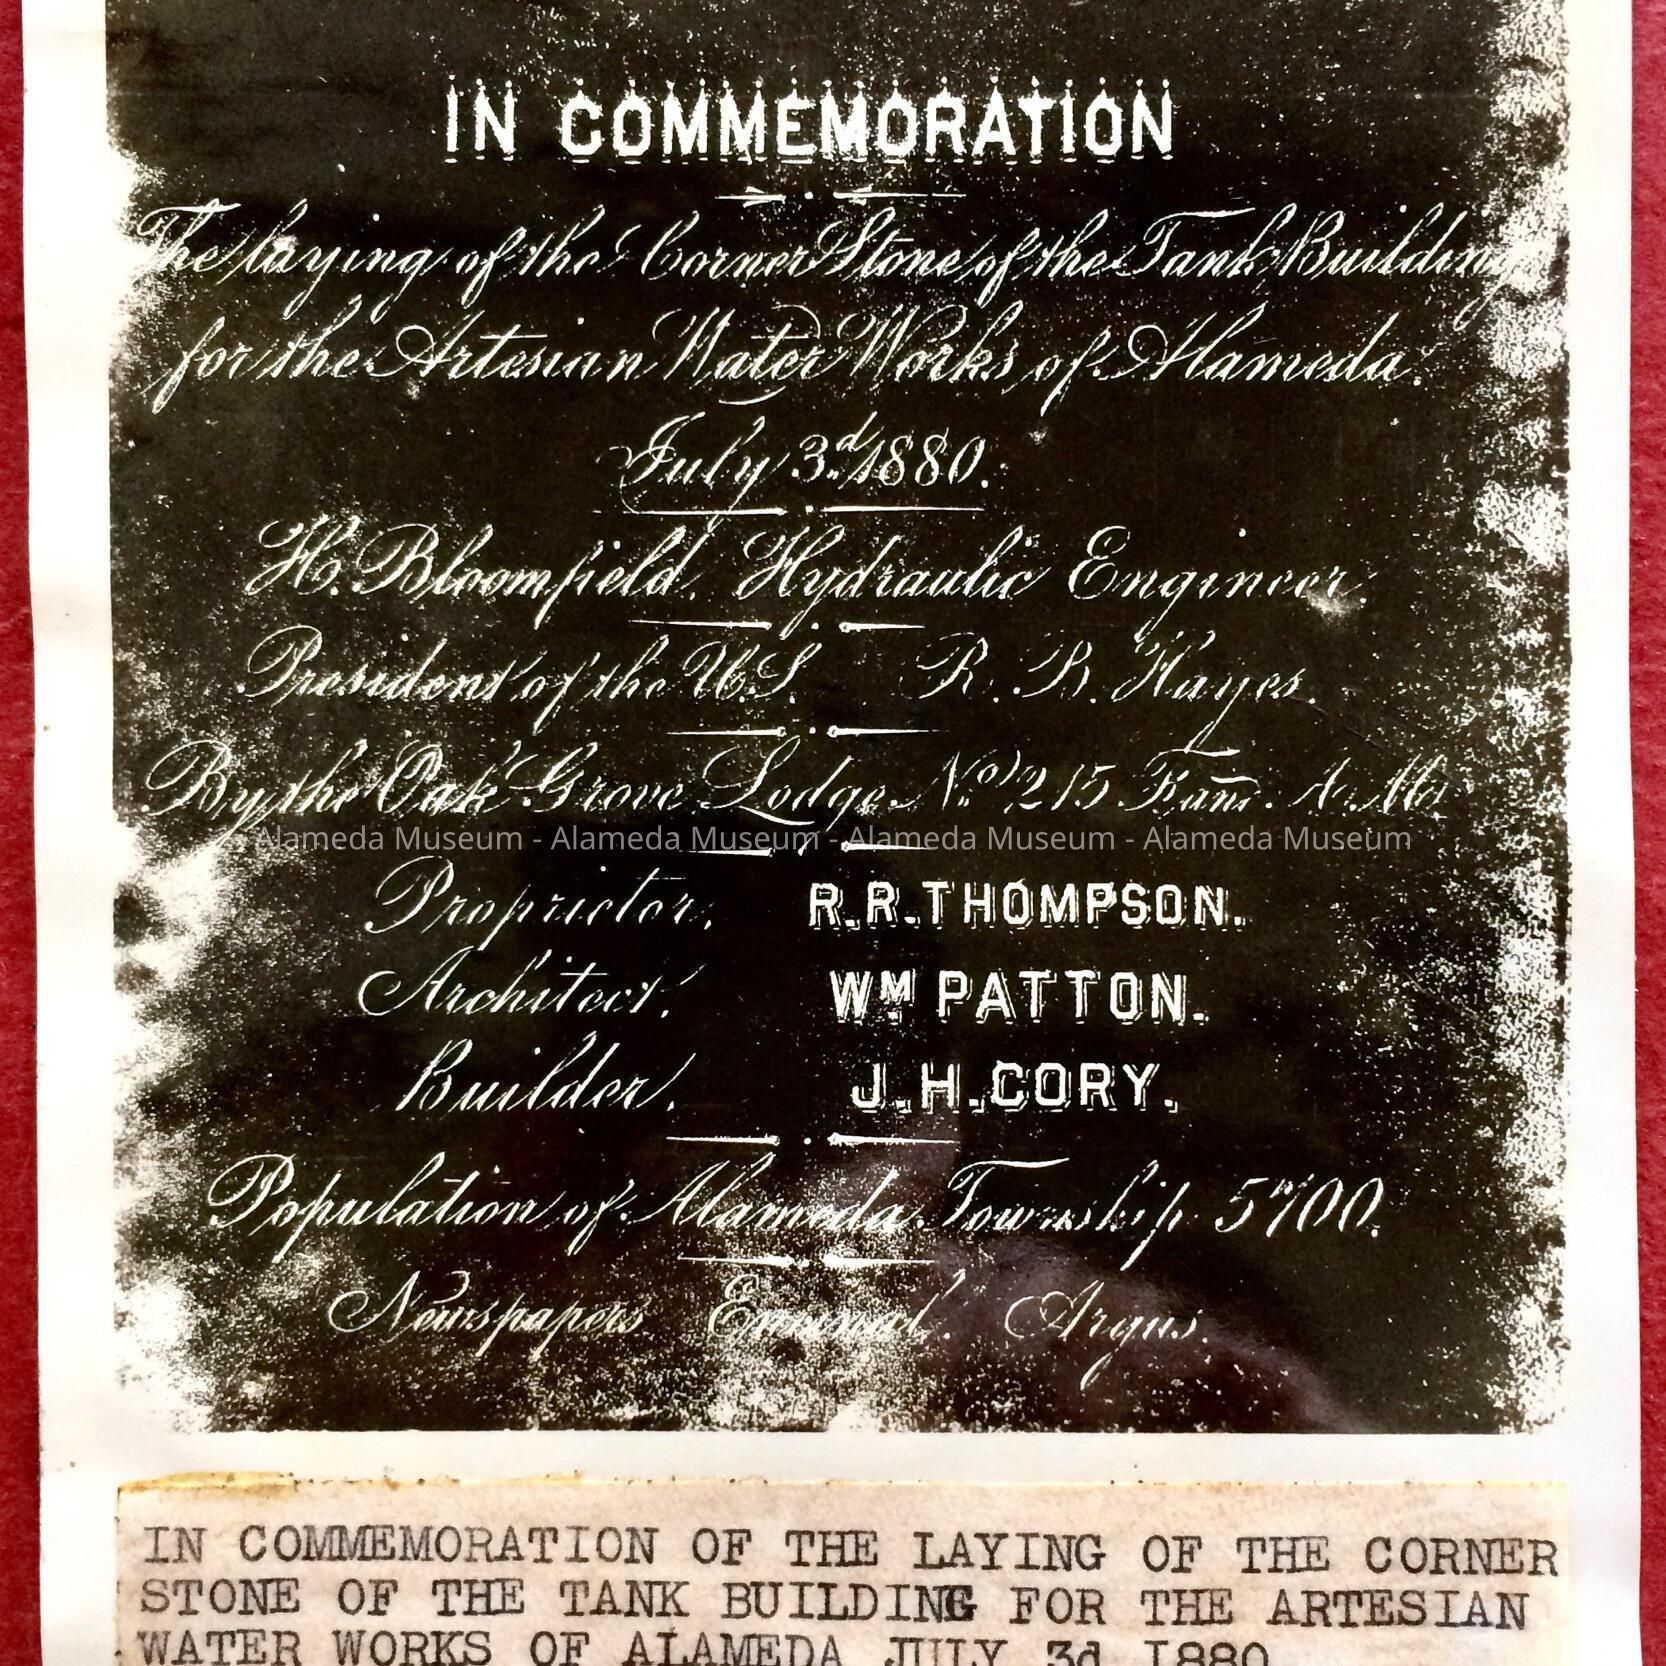 IN COMMEMORATION
The laying of the Corner Stone of the Tank Building
for the Artesian Water Works of Alameda.
July 3.d 1880.
H. Bloomfield. Hydraulic Engineer.
President of the U.S. R. B. Hayes.
By the Oak Grove Lodge No 215 F. and. A. M.
Alameda Museum - Alameda Museum - Alameda Museum - Alameda Museum
Proprietor. R.R.THOMPSON.
Architect. WM PATTON.
Builder. J.H.CORY.
Population of Alameda Township 5700.
Newspapers Encinal. Argus.
IN COMMEMORATION OF THE LAYING OF THE CORNER
STONE OF THE TANK BUILDING FOR THE ARTESIAN
WATER WORKS OF ALAMEDA JULY 3d I880